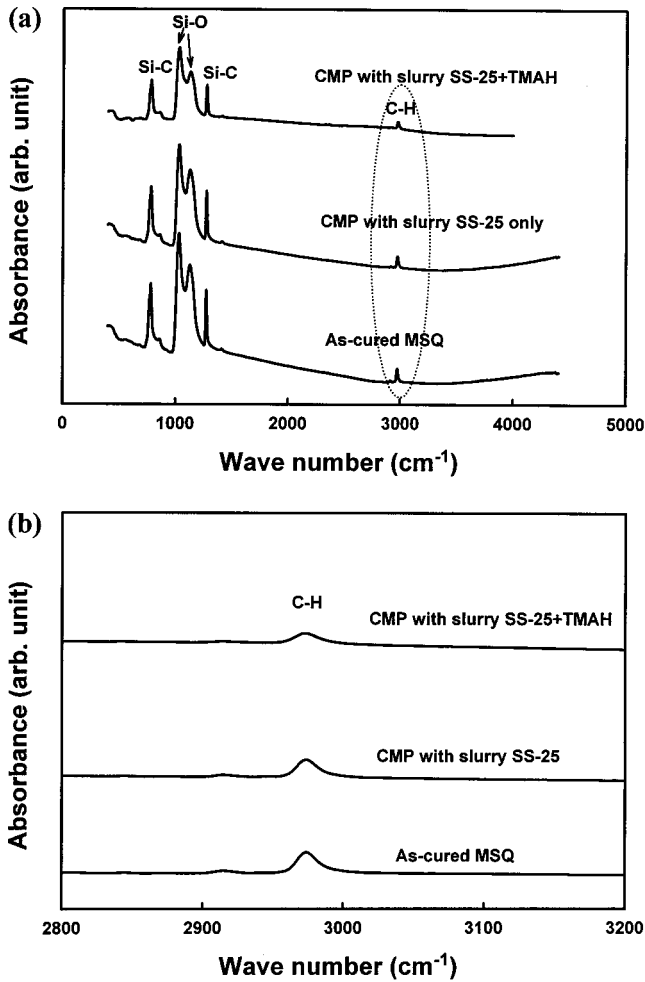 (a)
Si-O
Si-C
Si-C
CMP with slurry SS-25+TMAH
C-H
CMP with slurry SS-25 only
As-cured MSQ
Absorbance (arb. unit)
0 1000 2000 3000 4000 5000
Wave number (cm⁻¹)
(b)
C-H
CMP with slurry SS-25+TMAH
CMP with slurry SS-25
As-cured MSQ
Absorbance (arb. unit)
2800 2900 3000 3100 3200
Wave number (cm⁻¹)